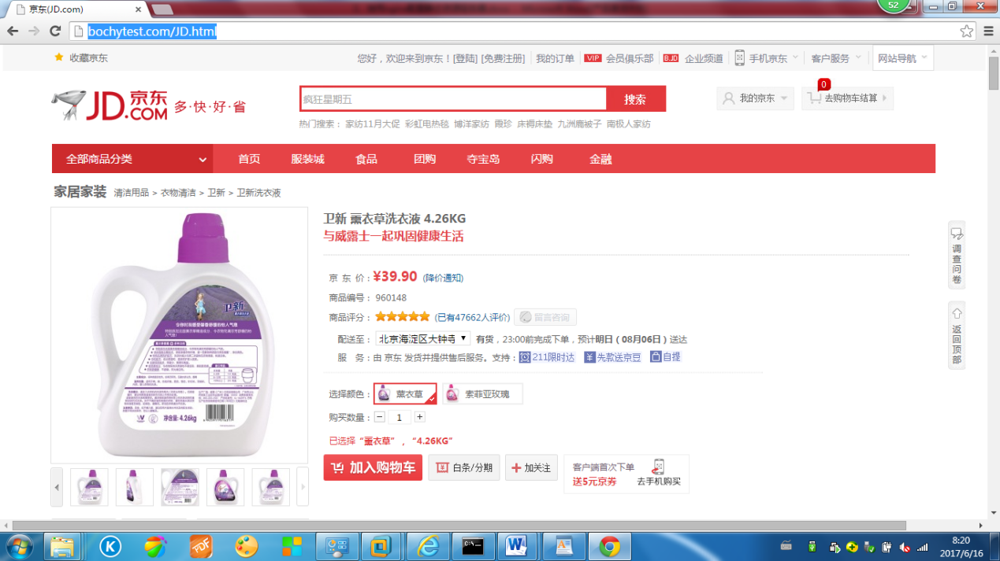 京东(JD.com)
52
bochytest.com/JD.html
收藏京东 您好，欢迎来到京东！[登陆] [免费注册] 我的订单 VIP 会员俱乐部 B.JD 企业频道 手机京东 客户服务 网站导航
JD.COM 京东 多·快·好·省
疯狂星期五 搜索
我的京东 0 去购物车结算
热门搜索： 家纺11月大促 彩虹电热毯 博洋家纺 霞珍 床褥床垫 九洲鹿被子 南极人家纺
全部商品分类 首页 服装城 食品 团购 夺宝岛 闪购 金融
家居家装 清洁用品 > 衣物清洁 > 卫新 > 卫新洗衣液
卫新 薰衣草洗衣液 4.26KG
与威露士一起巩固健康生活
京 东 价：¥39.90 (降价通知)
商品编号： 960148
商品评分： (已有47662人评价) 留言咨询
配送至： 北京海淀区大钟寺 有货，23:00前完成下单，预计明日（08月06日）送达
服 务：由 京东 发货并提供售后服务。支持： 211限时达 先款送京豆 自提
选择颜色： 薰衣草 索菲亚玫瑰
购买数量： − 1 +
已选择“薰衣草”，“4.26KG”
加入购物车 白条/分期 加关注 客户端首次下单
送5元京券 去手机购买
调查问卷
返回顶部
卫新
净含量: 4.26kg
8:20
2017/6/16